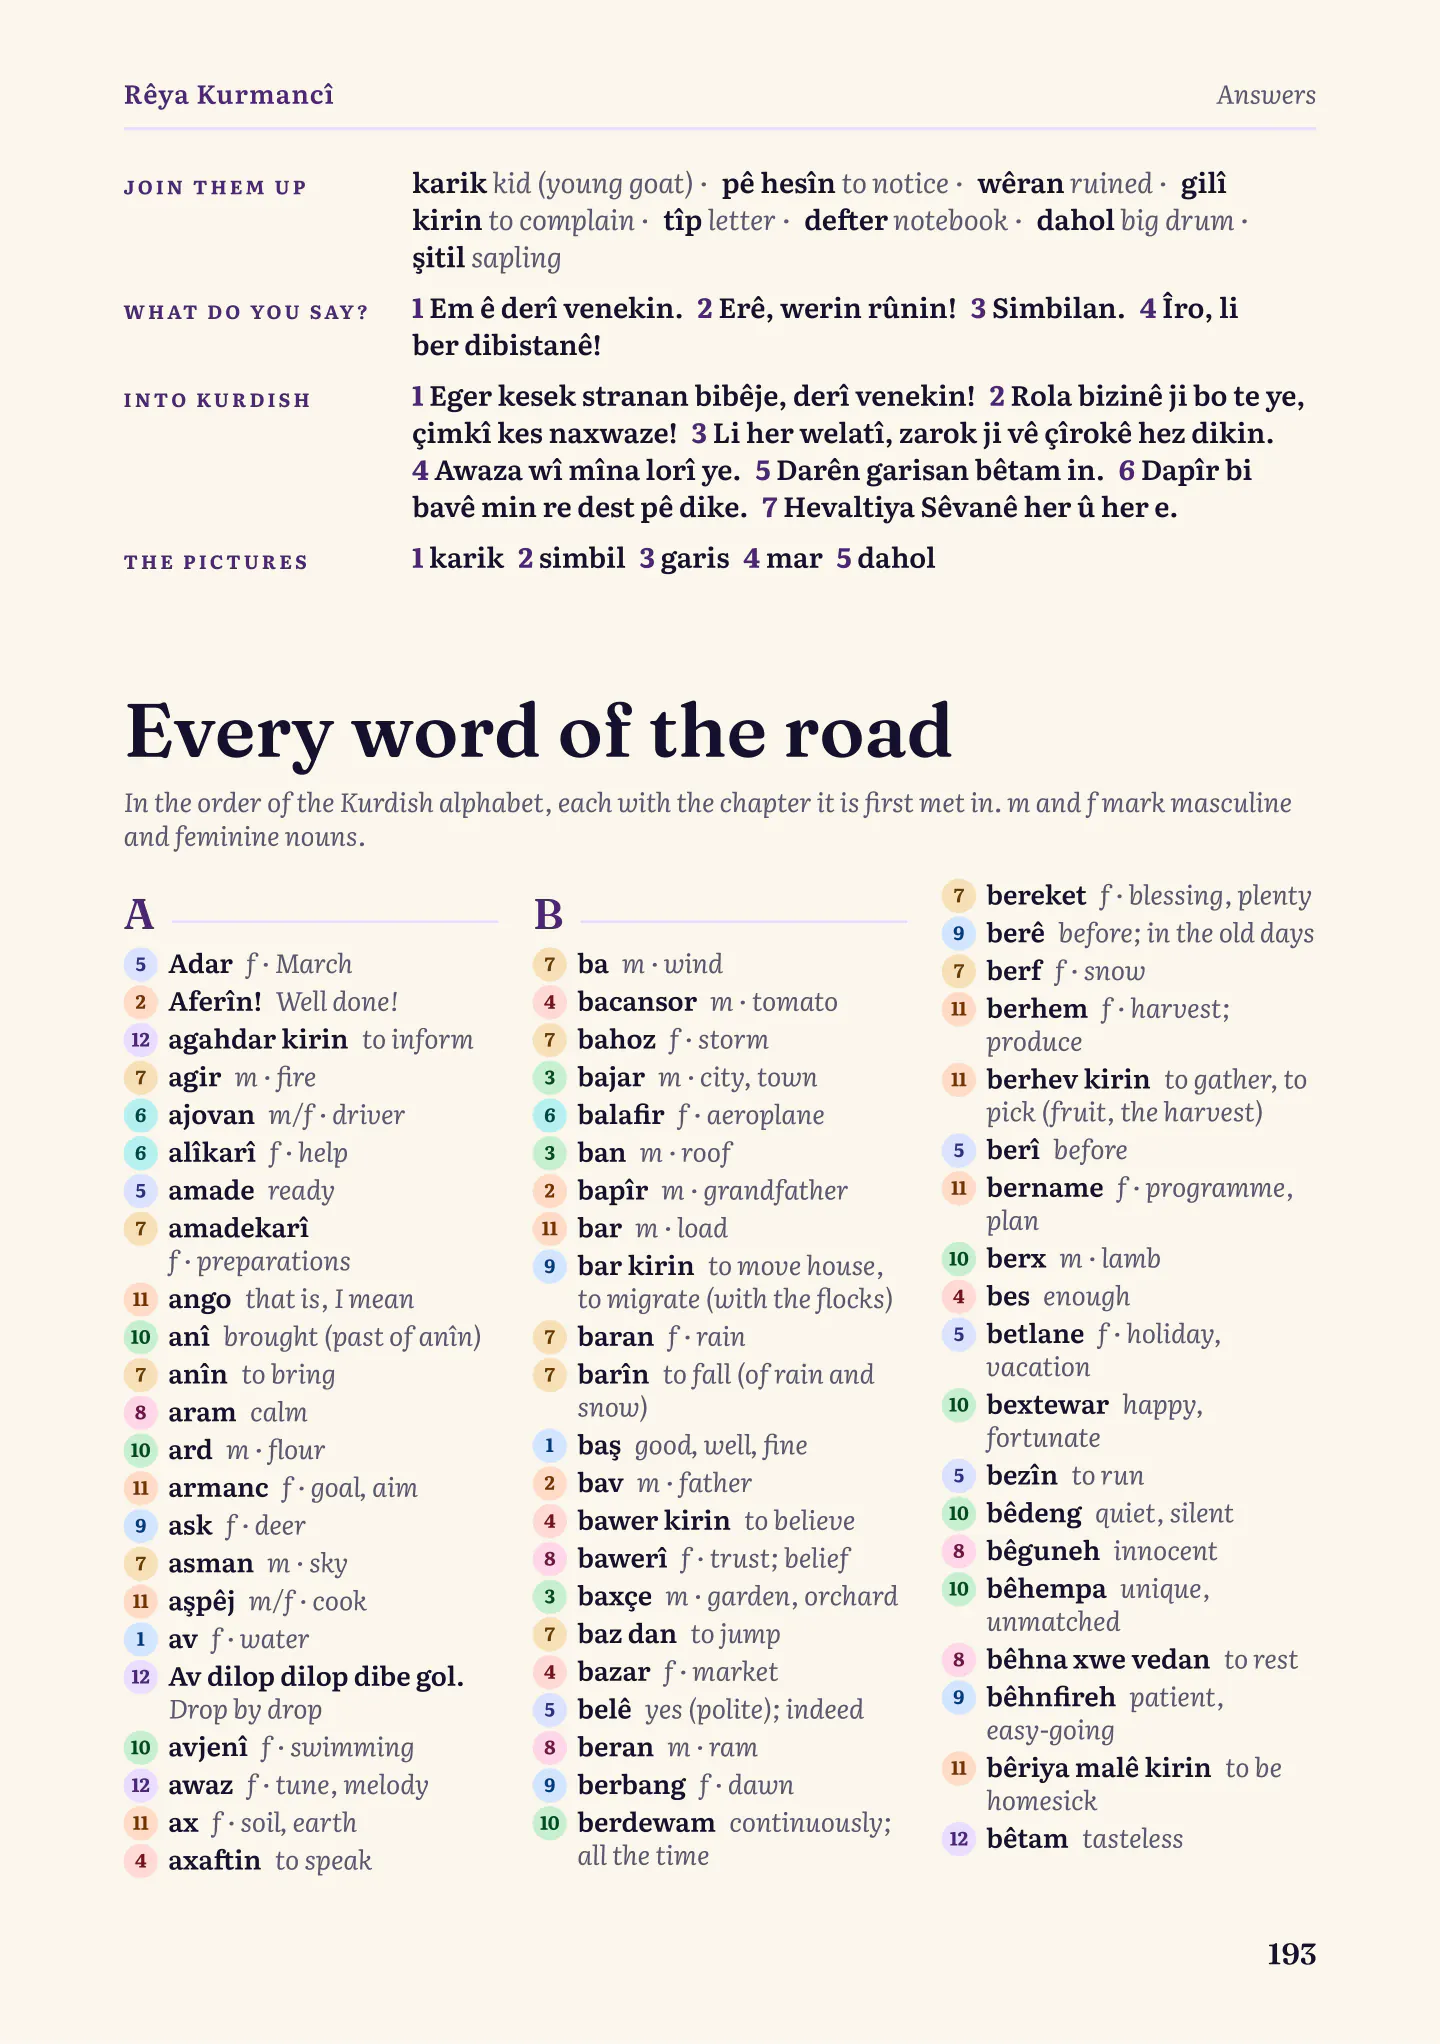 Rêya Kurmancî
Answers
JOIN THEM UP
karik kid (young goat) · pê hesîn to notice · wêran ruined · gilî
kirin to complain · tîp letter · defter notebook · dahol big drum ·
şitil sapling
WHAT DO YOU SAY?
1 Em ê derî venekin. 2 Erê, werin rûnin! 3 Simbilan. 4 Îro, li
ber dibistanê!
INTO KURDISH
1 Eger kesek stranan bibêje, derî venekin! 2 Rola bizinê ji bo te ye,
çimkî kes naxwaze! 3 Li her welatî, zarok ji vê çîrokê hez dikin.
4 Awaza wî mîna lorî ye. 5 Darên garisan bêtam in. 6 Dapîr bi
bavê min re dest pê dike. 7 Hevaltiya Sêvanê her û her e.
THE PICTURES
1 karik 2 simbil 3 garis 4 mar 5 dahol
Every word of the road
In the order of the Kurdish alphabet, each with the chapter it is first met in. m and f mark masculine
and feminine nouns.
A
5 Adar f · March
2 Aferîn! Well done!
12 agahdar kirin to inform
7 agir m · fire
6 ajovan m/f · driver
6 alîkarî f · help
5 amade ready
7 amadekarî
f · preparations
11 ango that is, I mean
10 anî brought (past of anîn)
7 anîn to bring
8 aram calm
10 ard m · flour
11 armanc f · goal, aim
9 ask f · deer
7 asman m · sky
11 aşpêj m/f · cook
1 av f · water
12 Av dilop dilop dibe gol.
Drop by drop
10 avjenî f · swimming
12 awaz f · tune, melody
11 ax f · soil, earth
4 axaftin to speak
B
7 ba m · wind
4 bacansor m · tomato
7 bahoz f · storm
3 bajar m · city, town
6 balafir f · aeroplane
3 ban m · roof
2 bapîr m · grandfather
11 bar m · load
9 bar kirin to move house,
to migrate (with the flocks)
7 baran f · rain
7 barîn to fall (of rain and
snow)
1 baş good, well, fine
2 bav m · father
4 bawer kirin to believe
8 bawerî f · trust; belief
3 baxçe m · garden, orchard
7 baz dan to jump
4 bazar f · market
5 belê yes (polite); indeed
8 beran m · ram
9 berbang f · dawn
10 berdewam continuously;
all the time
7 bereket f · blessing, plenty
9 berê before; in the old days
7 berf f · snow
11 berhem f · harvest;
produce
11 berhev kirin to gather, to
pick (fruit, the harvest)
5 berî before
11 bername f · programme,
plan
10 berx m · lamb
4 bes enough
5 betlane f · holiday,
vacation
10 bextewar happy,
fortunate
5 bezîn to run
10 bêdeng quiet, silent
8 bêguneh innocent
10 bêhempa unique,
unmatched
8 bêhna xwe vedan to rest
9 bêhnfireh patient,
easy-going
11 bêriya malê kirin to be
homesick
12 bêtam tasteless
193